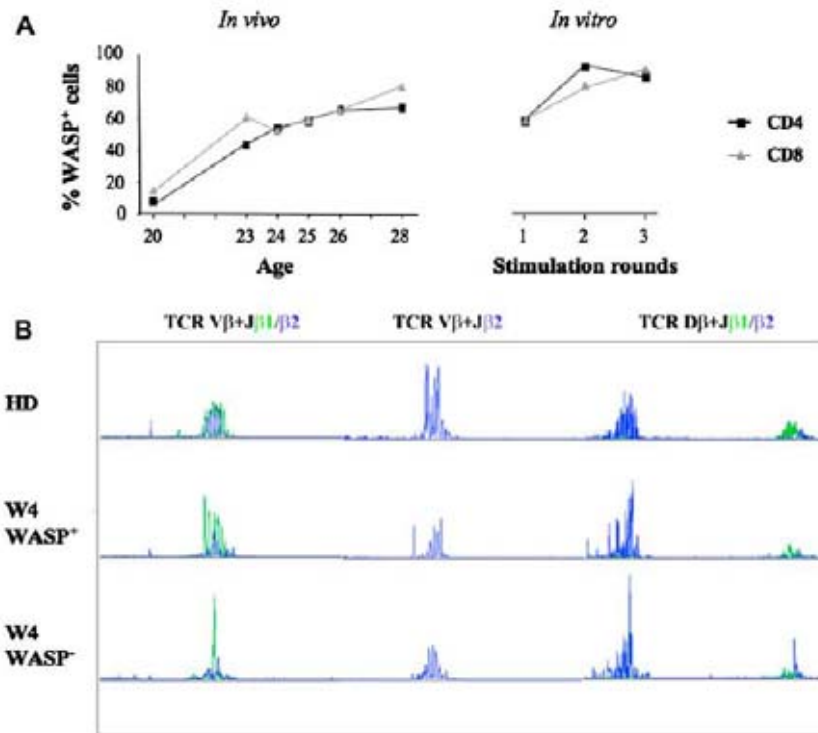 A
In vivo
In vitro
% WASP+ cells
100
80
60
40
20
0
20 23 24 25 26 28
Age
1 2 3
Stimulation rounds
CD4
CD8
B
TCR Vβ+Jβ1/β2 TCR Vβ+Jβ2 TCR Dβ+Jβ1/β2
HD
W4
WASP+
W4
WASP-